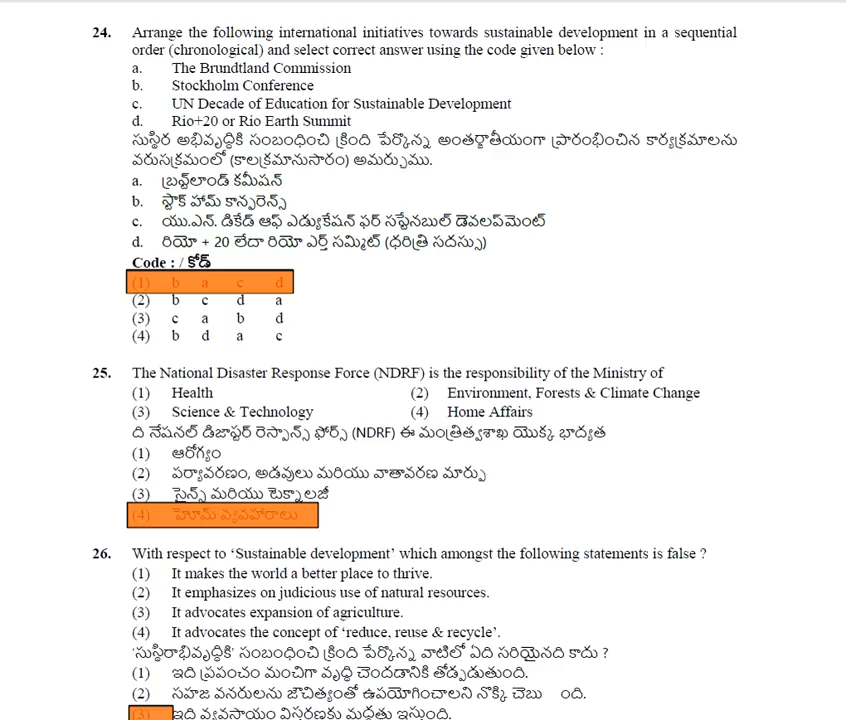 24. Arrange the following international initiatives towards sustainable development in a sequential
order (chronological) and select correct answer using the code given below :
a. The Brundtland Commission
b. Stockholm Conference
c. UN Decade of Education for Sustainable Development
d. Rio+20 or Rio Earth Summit
సుస్థిర అభివృద్ధికి సంబంధించి క్రింది పేర్కొన్న అంతర్జాతీయంగా ప్రారంభించిన కార్యక్రమాలను
వరుసక్రమంలో (కాలక్రమానుసారం) అమర్చుము.
a. బ్రట్లాండ్ కమీషన్
b. స్టాక్ హామ్ కాన్ఫరెన్స్
c. యు.ఎన్. డికేడ్ ఆఫ్ ఎడ్యుకేషన్ ఫర్ సస్టేనబుల్ డెవలప్‌మెంట్
d. రియో + 20 లేదా రియో ఎర్త్ సమ్మిట్ (ధరిత్రి సదస్సు)
Code : / కోడ్
(1) b a c d
(2) b c d a
(3) c a b d
(4) b d a c
25. The National Disaster Response Force (NDRF) is the responsibility of the Ministry of
(1) Health (2) Environment, Forests & Climate Change
(3) Science & Technology (4) Home Affairs
ది నేషనల్ డిజాస్టర్ రెస్పాన్స్ ఫోర్స్ (NDRF) ఈ మంత్రిత్వశాఖ యొక్క భాద్యత
(1) ఆరోగ్యం
(2) పర్యావరణం, అడవులు మరియు వాతావరణ మార్పు
(3) సైన్స్ మరియు టెక్నాలజీ
(4) హెూమ్ వ్యవహారాలు
26. With respect to ‘Sustainable development’ which amongst the following statements is false ?
(1) It makes the world a better place to thrive.
(2) It emphasizes on judicious use of natural resources.
(3) It advocates expansion of agriculture.
(4) It advocates the concept of ‘reduce, reuse & recycle’.
‘సుస్థిరాభివృద్ధికి’ సంబంధించి క్రింది పేర్కొన్న వాటిలో ఏది సరియైనది కాదు ?
(1) ఇది ప్రపంచం మంచిగా వృద్ధి చెందడానికి తోడ్పడుతుంది.
(2) సహజ వనరులను జౌచిత్యంతో ఉపయోగించాలని నొక్కి చెబు ంది.
(3) ఇది వ్యవసాయం విస్తరణకు మద్దతు ఇస్తుంది.